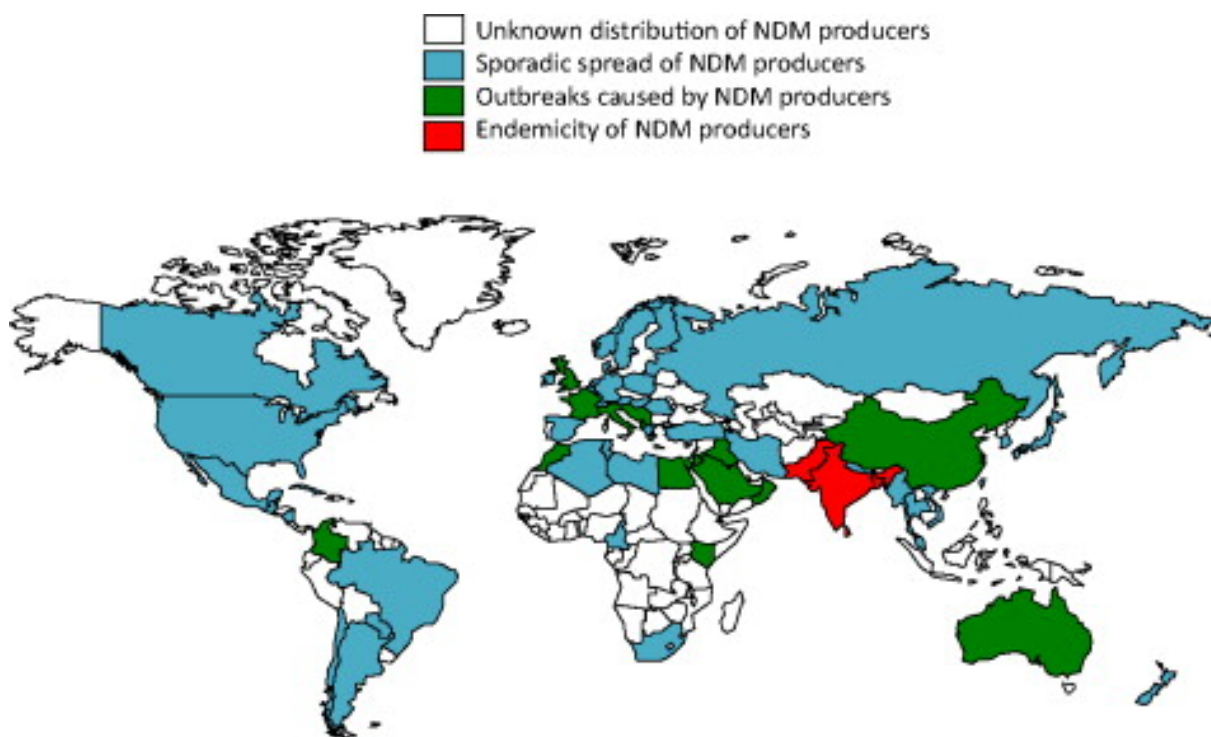 Unknown distribution of NDM producers
Sporadic spread of NDM producers
Outbreaks caused by NDM producers
Endemicity of NDM producers